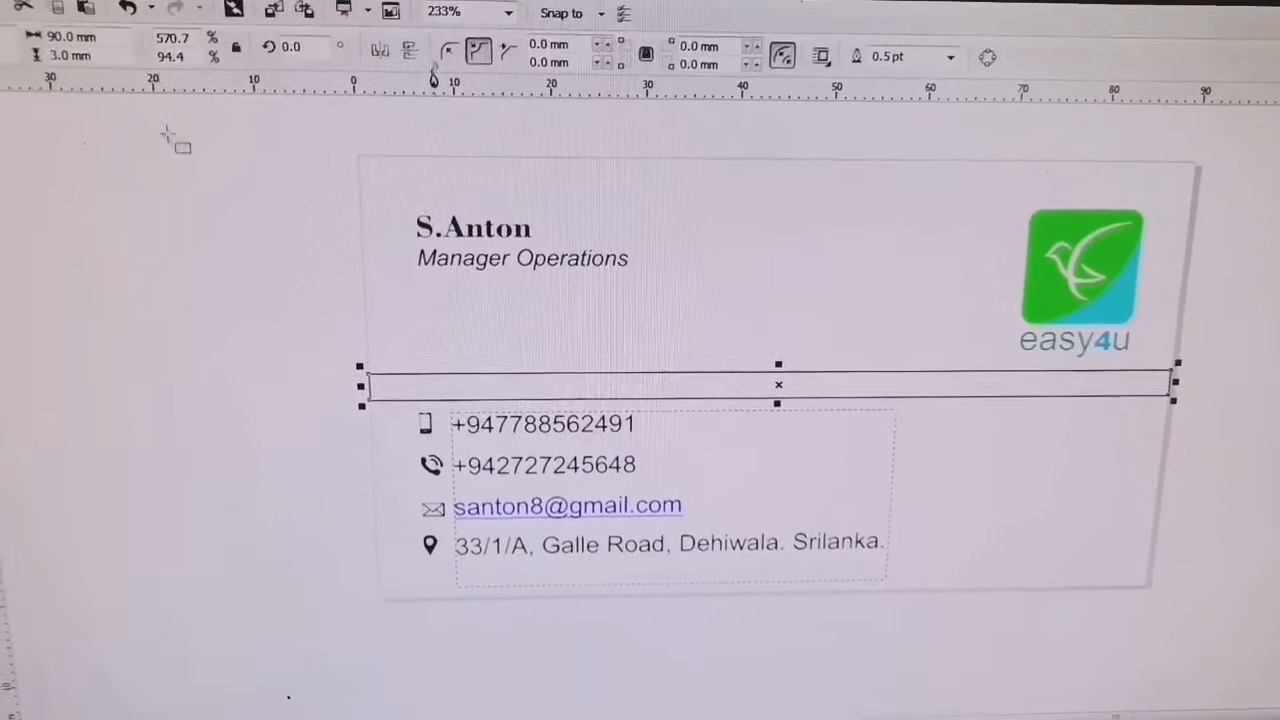 233%
Snap to
90.0 mm
570.7 %
0.0 °
0.0 mm
0.0 mm
0.5 pt
3.0 mm
94.4 %
0.0 mm
0.0 mm
30 20 10 0 10 20 30 40 50 60 70 80 90
S.Anton
Manager Operations
easy4u
+947788562491
+942727245648
santon8@gmail.com
33/1/A, Galle Road, Dehiwala. Srilanka.